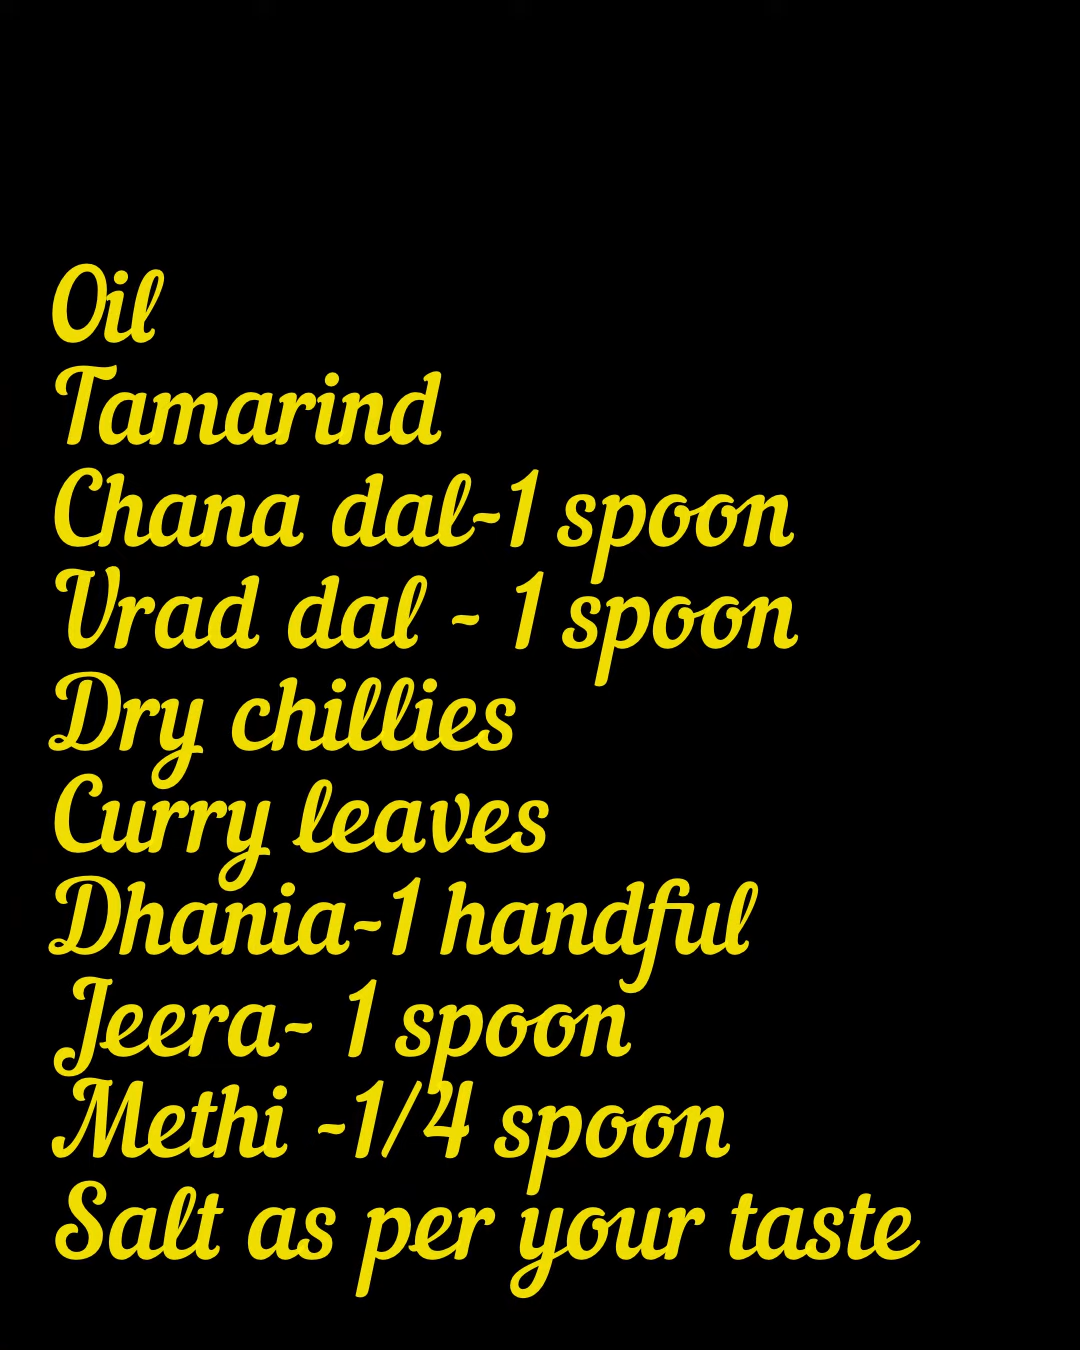 Oil
Tamarind
Chana dal-1 spoon
Urad dal - 1 spoon
Dry chillies
Curry leaves
Dhania-1 handful
Jeera- 1 spoon
Methi -1/4 spoon
Salt as per your taste